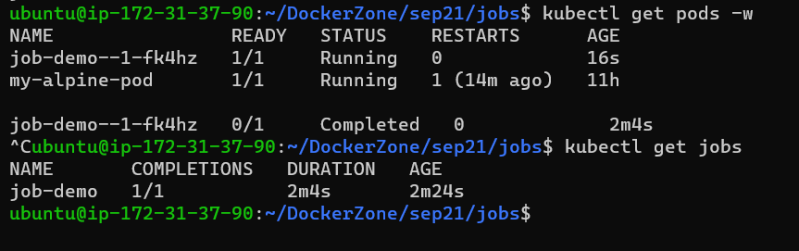 ubuntu@ip-172-31-37-90:~/DockerZone/sep21/jobs$ kubectl get pods -w
NAME READY STATUS RESTARTS AGE
job-demo--1-fk4hz 1/1 Running 0 16s
my-alpine-pod 1/1 Running 1 (14m ago) 11h
job-demo--1-fk4hz 0/1 Completed 0 2m4s
^Cubuntu@ip-172-31-37-90:~/DockerZone/sep21/jobs$ kubectl get jobs
NAME COMPLETIONS DURATION AGE
job-demo 1/1 2m4s 2m24s
ubuntu@ip-172-31-37-90:~/DockerZone/sep21/jobs$